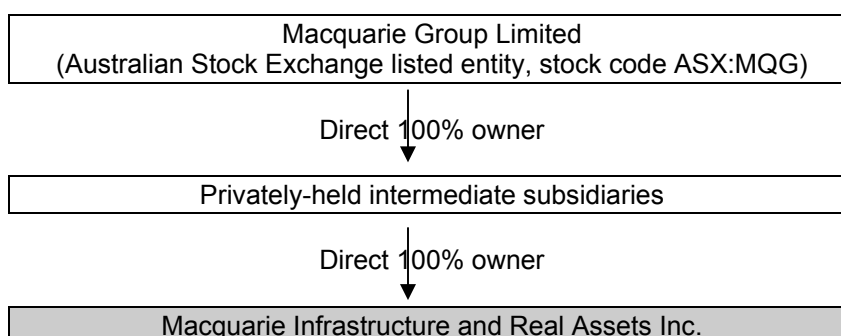 Macquarie Group Limited
(Australian Stock Exchange listed entity, stock code ASX:MQG)
Direct 100% owner
Privately-held intermediate subsidiaries
Direct 100% owner
Macquarie Infrastructure and Real Assets Inc.